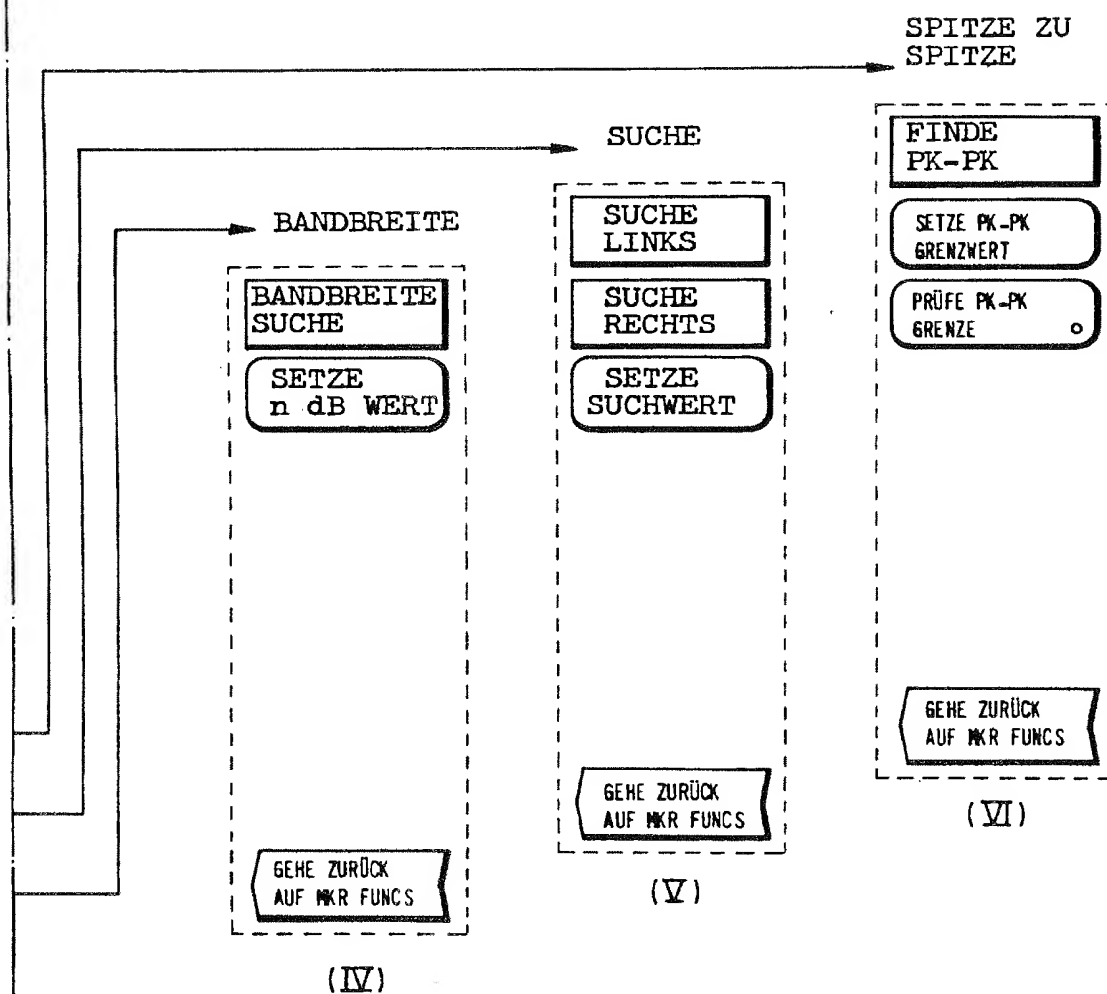 SPITZE ZU
SPITZE
FINDE
PK-PK
SETZE PK-PK
GRENZWERT
PRÜFE PK-PK
GRENZE
GEHE ZURÜCK
AUF MKR FUNCS
(VI)
SUCHE
SUCHE
LINKS
SUCHE
RECHTS
SETZE
SUCHWERT
GEHE ZURÜCK
AUF MKR FUNCS
(V)
BANDBREITE
BANDBREITE
SUCHE
SETZE
n dB WERT
GEHE ZURÜCK
AUF MKR FUNCS
(IV)